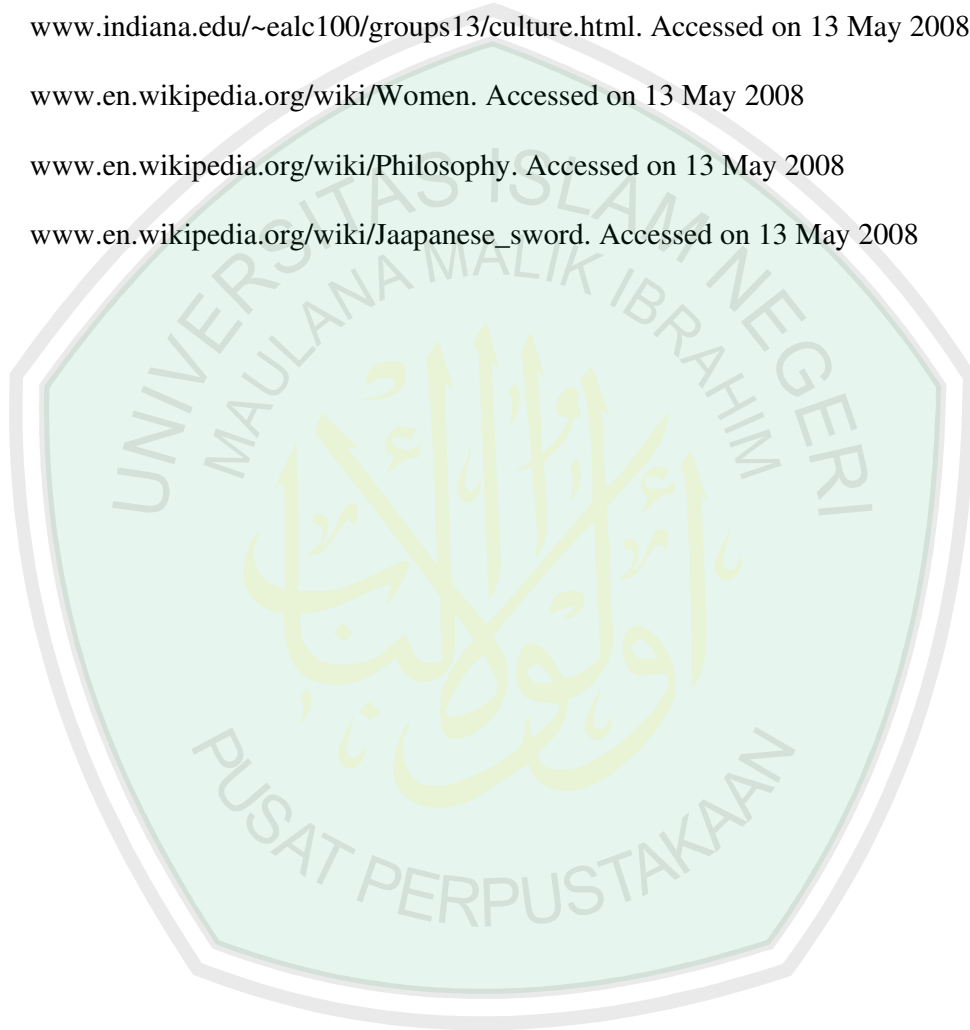 www.indiana.edu/~ealc100/groups13/culture.html. Accessed on 13 May 2008
www.en.wikipedia.org/wiki/Women. Accessed on 13 May 2008
www.en.wikipedia.org/wiki/Philosophy. Accessed on 13 May 2008
www.en.wikipedia.org/wiki/Jaapanese_sword. Accessed on 13 May 2008
UNIVERSITAS ISLAM NEGERI
MAULANA MALIK IBRAHIM
PUSAT PERPUSTAKAAN